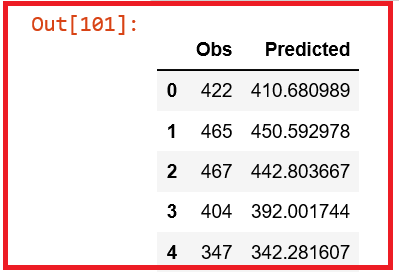 Out[101]:
Obs Predicted
0 422 410.680989
1 465 450.592978
2 467 442.803667
3 404 392.001744
4 347 342.281607